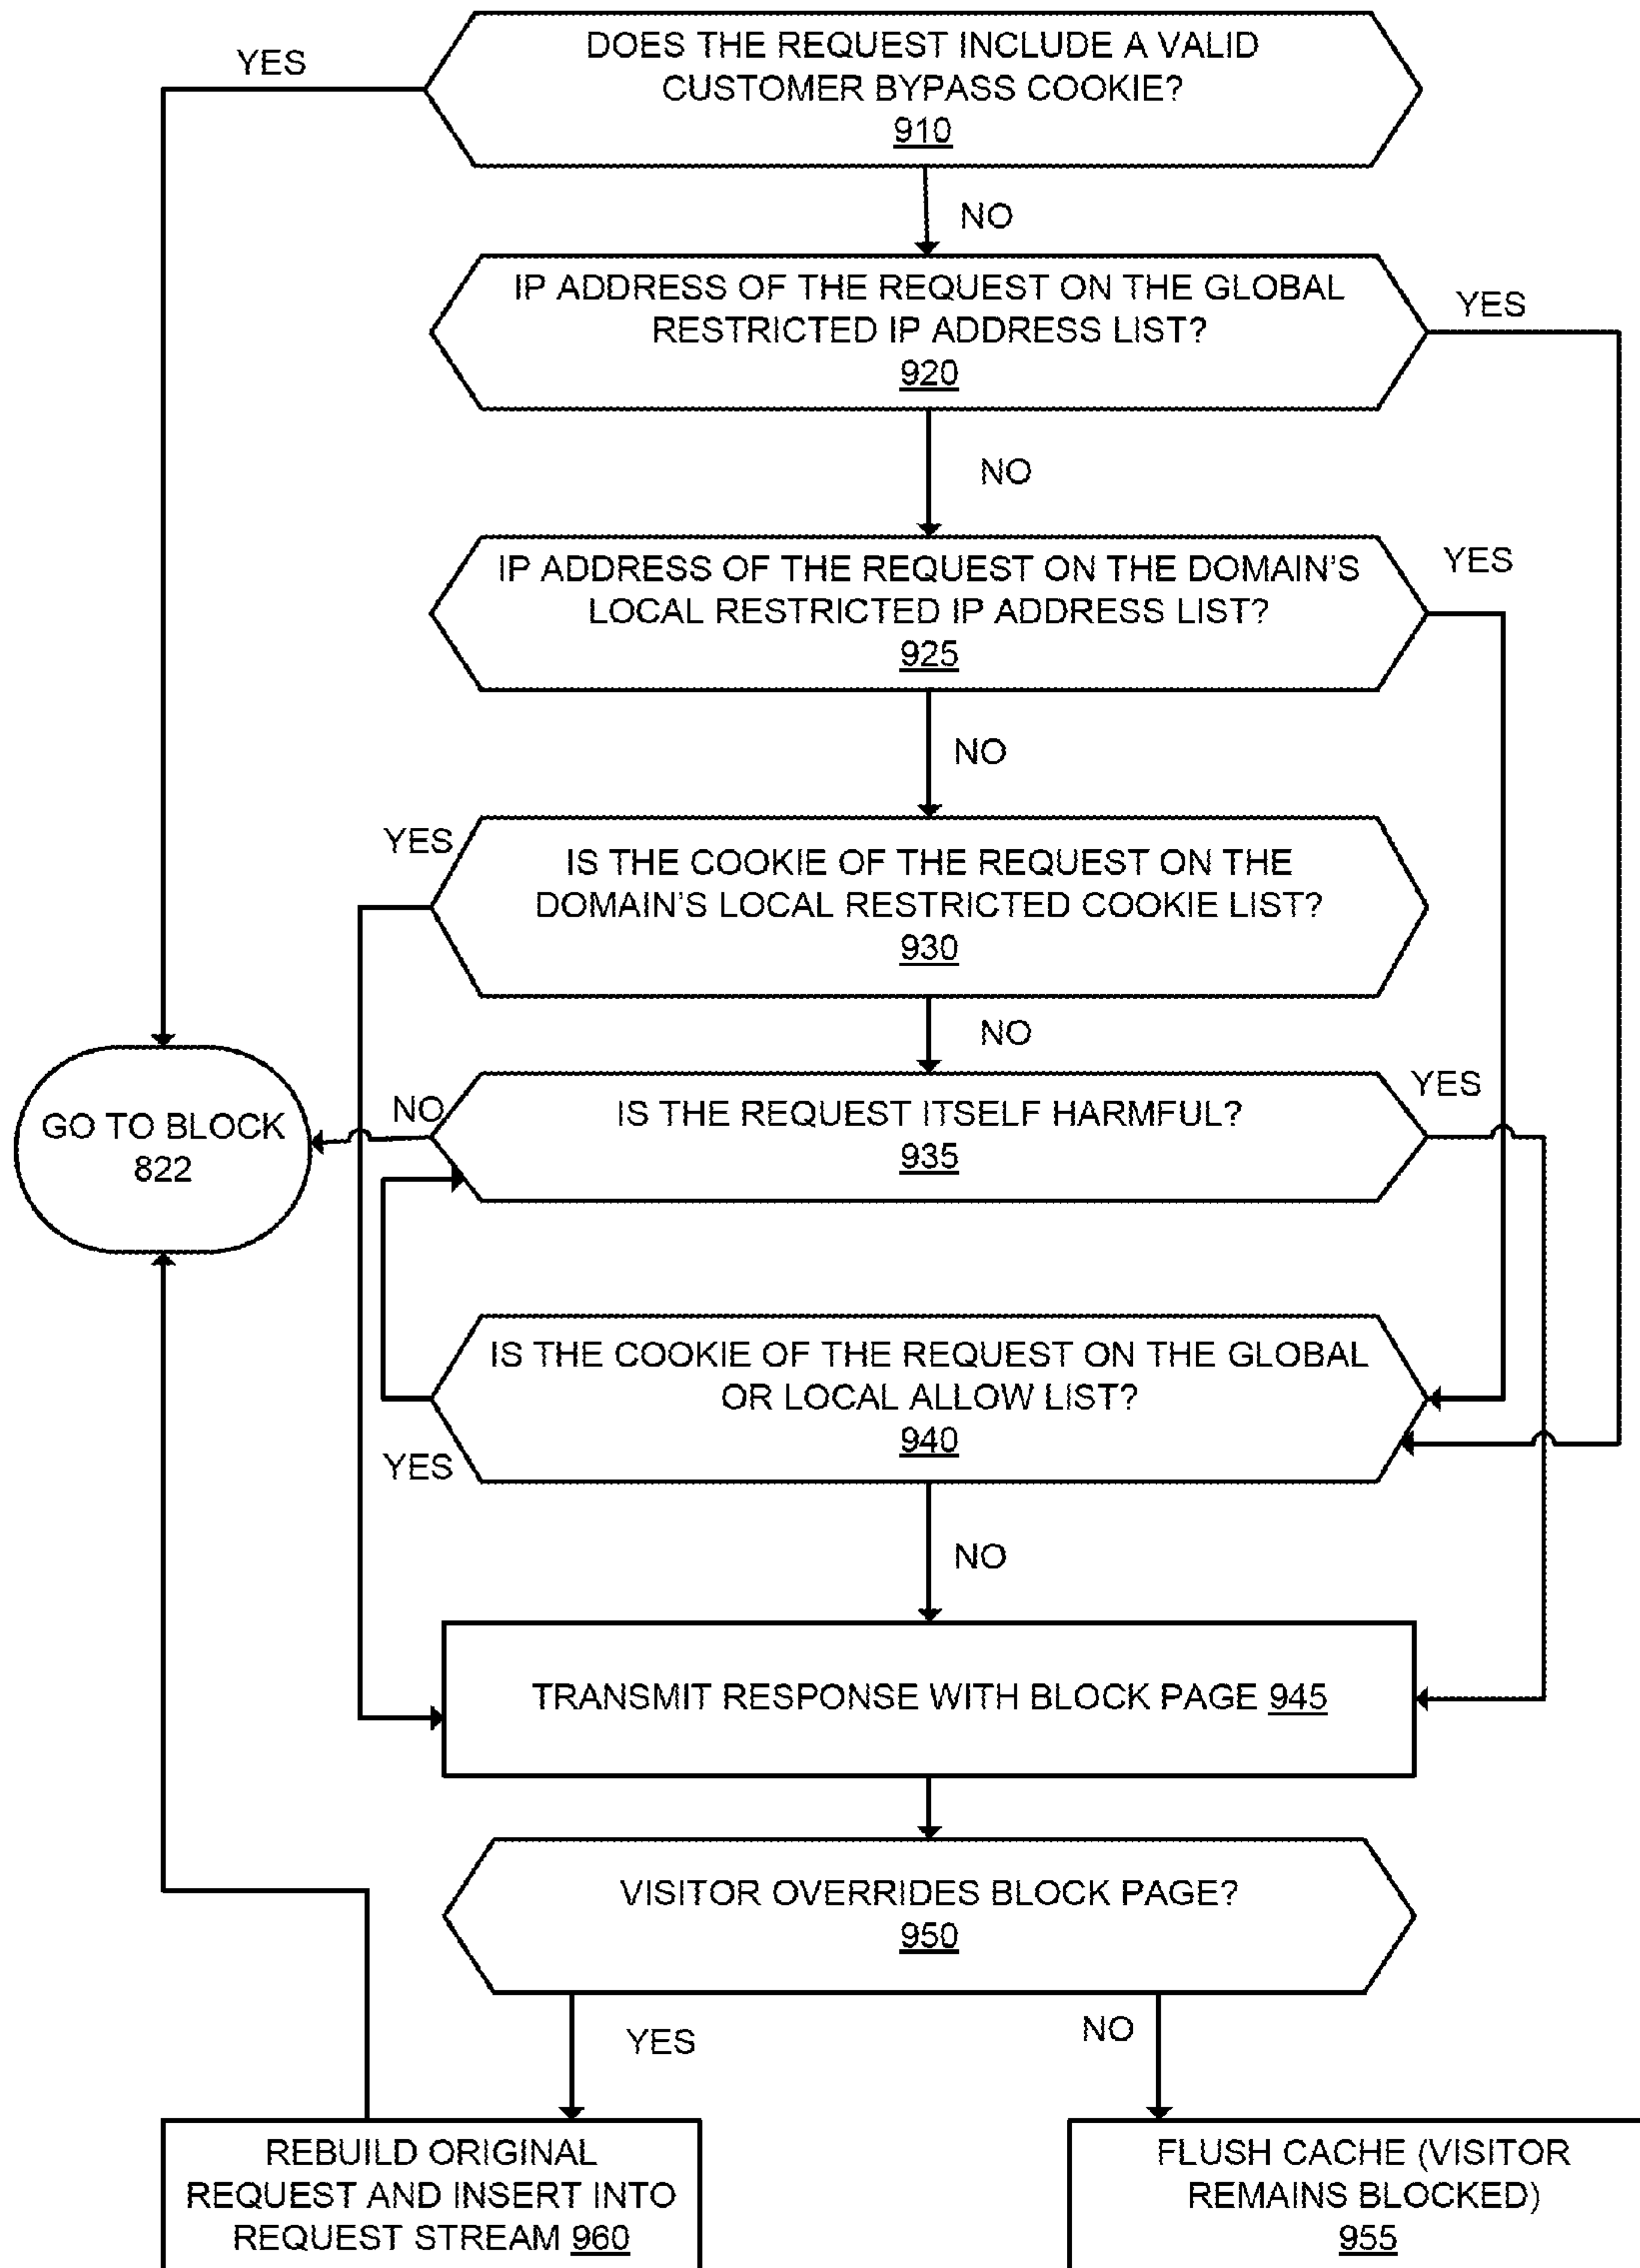 DOES THE REQUEST INCLUDE A VALID
CUSTOMER BYPASS COOKIE?
910
YES
NO
IP ADDRESS OF THE REQUEST ON THE GLOBAL
RESTRICTED IP ADDRESS LIST?
920
YES
NO
IP ADDRESS OF THE REQUEST ON THE DOMAIN'S
LOCAL RESTRICTED IP ADDRESS LIST?
925
YES
NO
YES
IS THE COOKIE OF THE REQUEST ON THE
DOMAIN'S LOCAL RESTRICTED COOKIE LIST?
930
NO
GO TO BLOCK
822
NO
IS THE REQUEST ITSELF HARMFUL?
935
YES
IS THE COOKIE OF THE REQUEST ON THE GLOBAL
OR LOCAL ALLOW LIST?
940
YES
NO
TRANSMIT RESPONSE WITH BLOCK PAGE 945
VISITOR OVERRIDES BLOCK PAGE?
950
YES
NO
REBUILD ORIGINAL
REQUEST AND INSERT INTO
REQUEST STREAM 960
FLUSH CACHE (VISITOR
REMAINS BLOCKED)
955